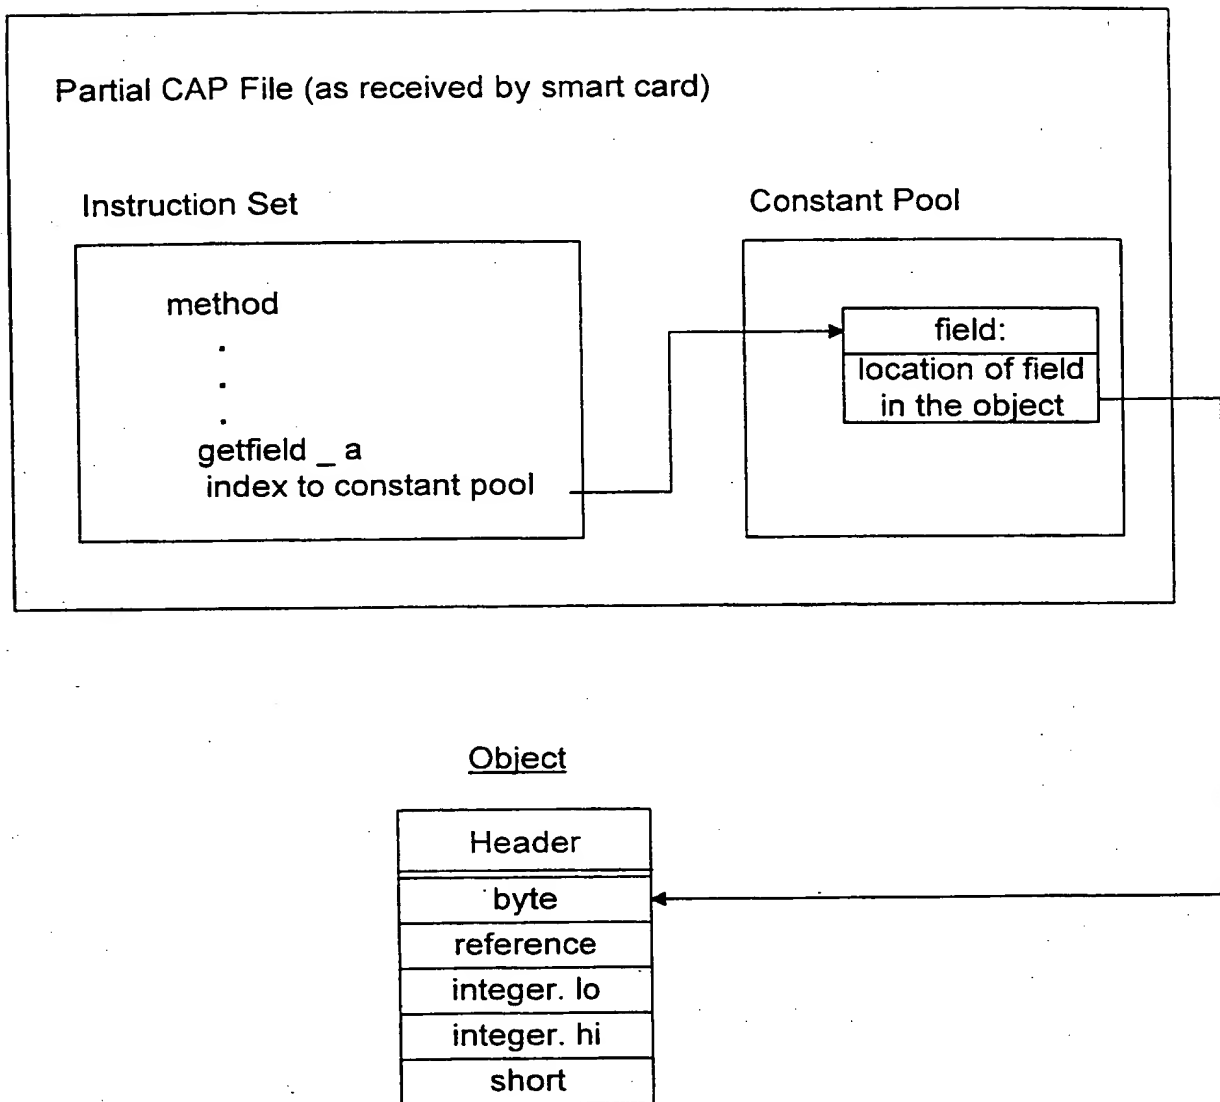 Partial CAP File (as received by smart card)
Instruction Set
Constant Pool
method
.
.
.
getfield _ a
index to constant pool
field:
location of field
in the object
Object
Header
byte
reference
integer. lo
integer. hi
short